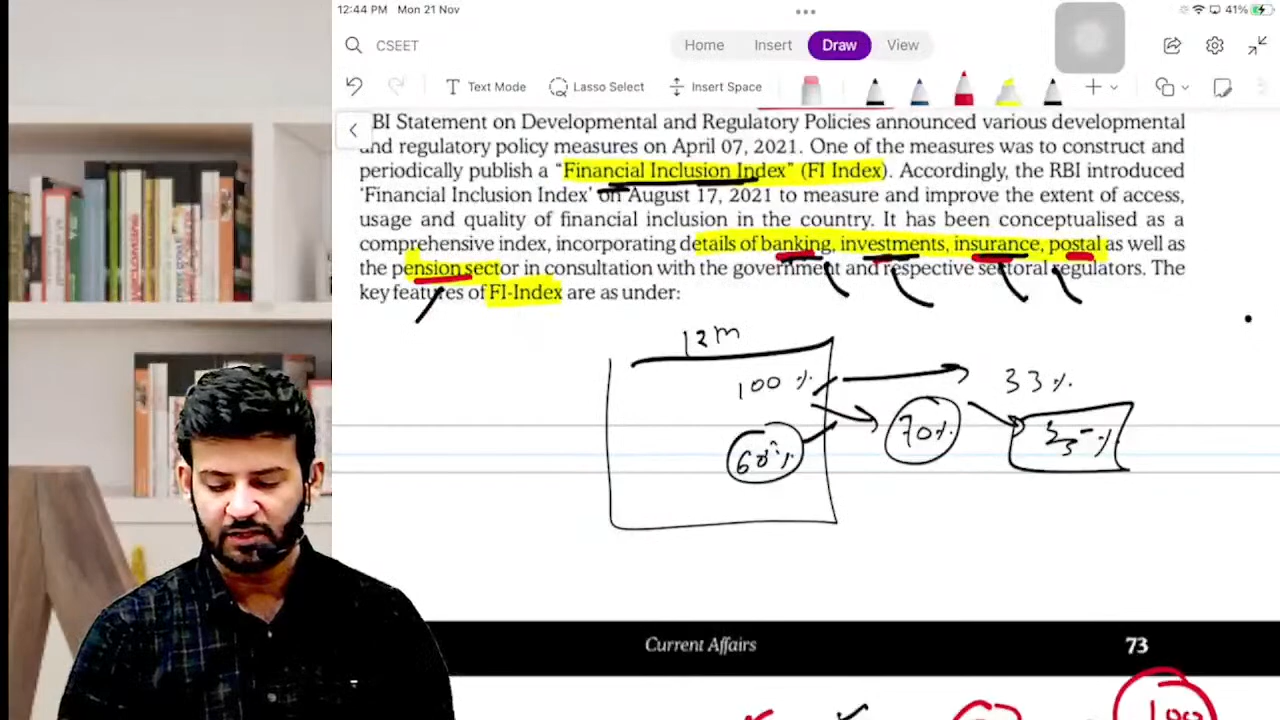 12:44 PM Mon 21 Nov
41%
CSEET
Home Insert Draw View
Text Mode Lasso Select Insert Space
BI Statement on Developmental and Regulatory Policies announced various developmental
and regulatory policy measures on April 07, 2021. One of the measures was to construct and
periodically publish a “Financial Inclusion Index” (FI Index). Accordingly, the RBI introduced
‘Financial Inclusion Index’ on August 17, 2021 to measure and improve the extent of access,
usage and quality of financial inclusion in the country. It has been conceptualised as a
comprehensive index, incorporating details of banking, investments, insurance, postal as well as
the pension sector in consultation with the government and respective sectoral regulators. The
key features of FI-Index are as under:
12m
100 %
33 %
70%
60%
Current Affairs 73
100